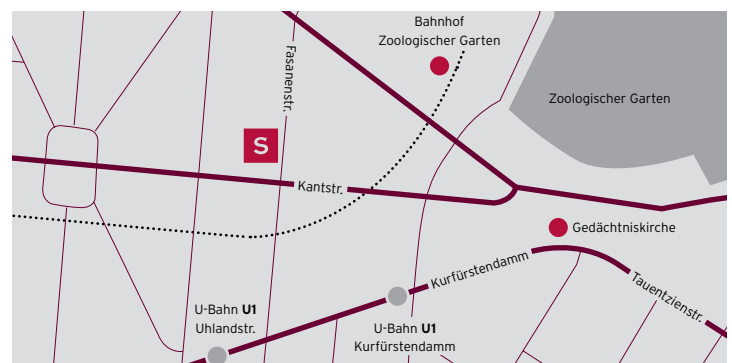 Bahnhof
Zoologischer Garten
Fasanenstr.
Zoologischer Garten
S
Kantstr.
Gedächtniskirche
Kurfürstendamm
Tauentzienstr.
U-Bahn U1
Uhlandstr.
U-Bahn U1
Kurfürstendamm